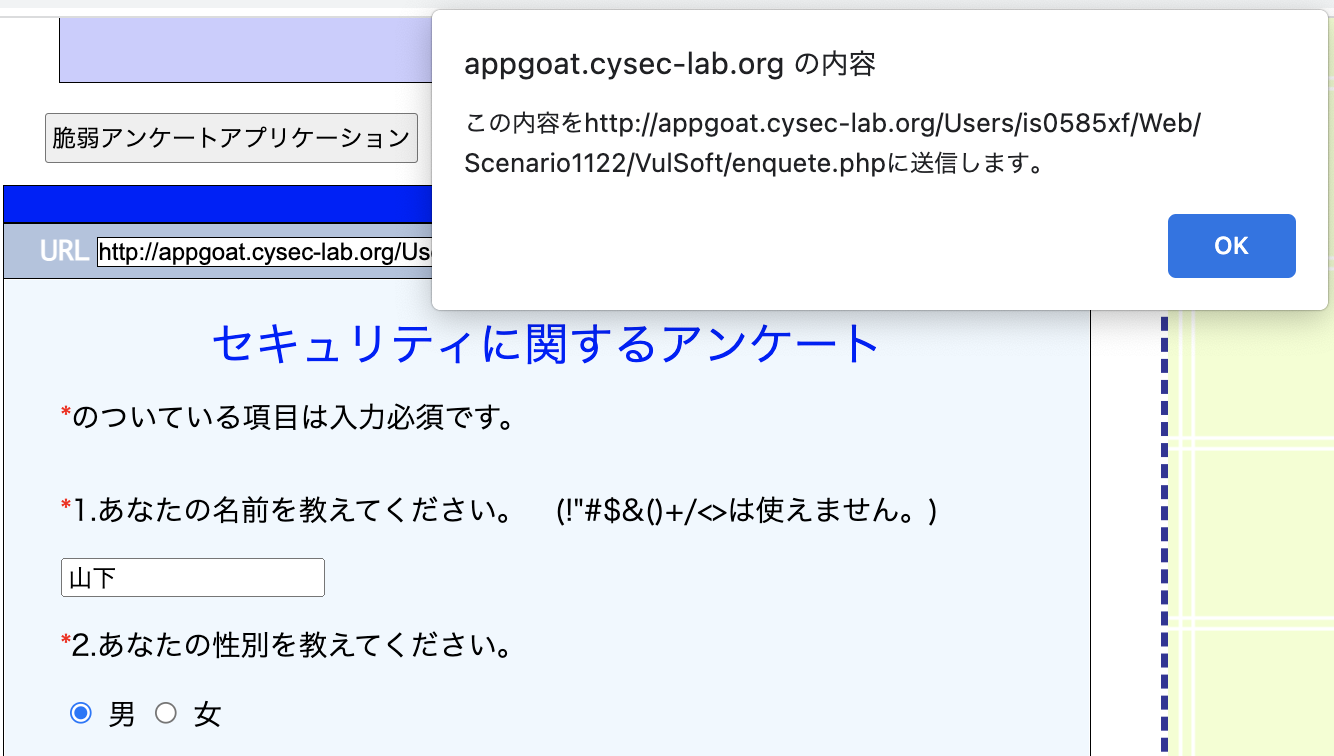 appgoat.cysec-lab.org の内容
この内容をhttp://appgoat.cysec-lab.org/Users/is0585xf/Web/
Scenario1122/VulSoft/enquete.phpに送信します。
OK
脆弱アンケートアプリケーション
URL http://appgoat.cysec-lab.org/Us
セキュリティに関するアンケート
*のついている項目は入力必須です。
*1.あなたの名前を教えてください。 (!"#$&()+/<>は使えません。)
山下
*2.あなたの性別を教えてください。
男 女